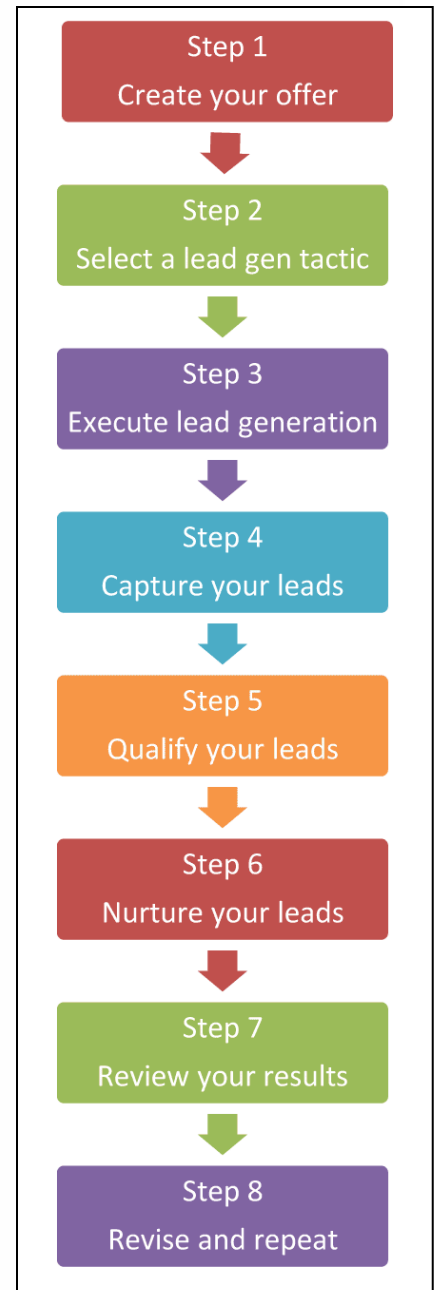 Step 1
Create your offer
Step 2
Select a lead gen tactic
Step 3
Execute lead generation
Step 4
Capture your leads
Step 5
Qualify your leads
Step 6
Nurture your leads
Step 7
Review your results
Step 8
Revise and repeat